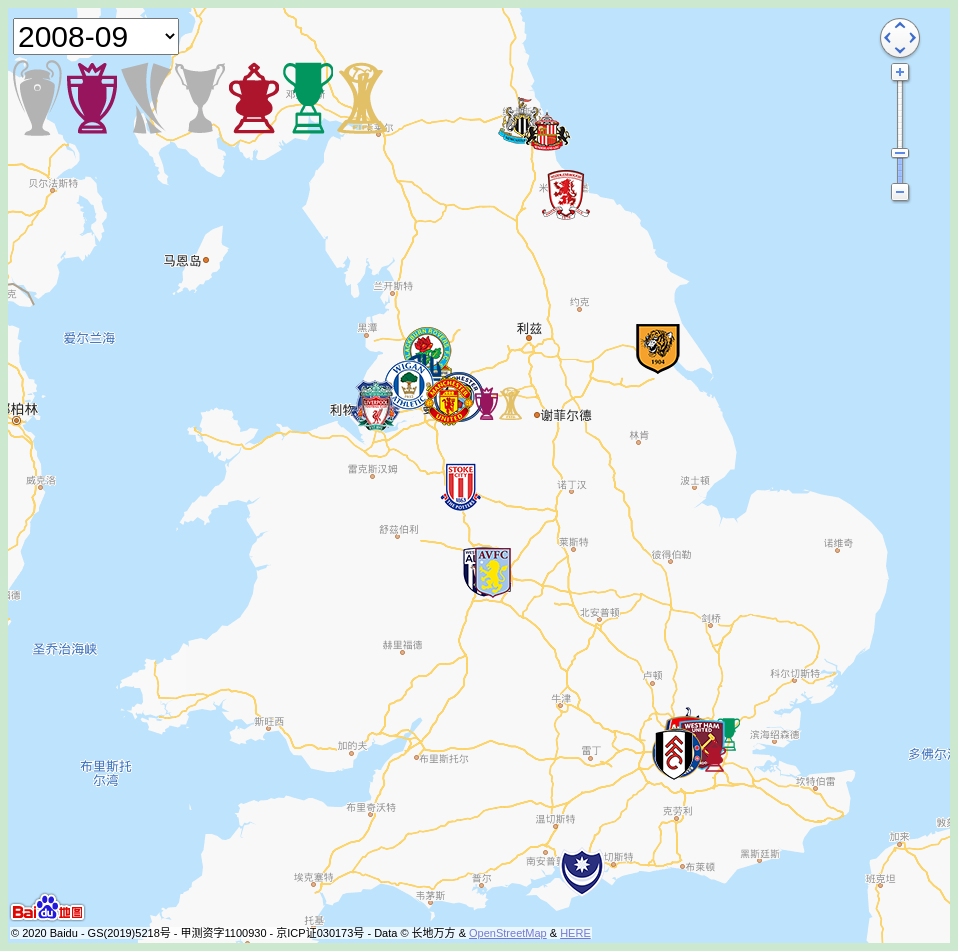 2008-09
贝尔法斯特
马恩岛
克
兰开斯特
约克
爱尔兰海
黑潭
利兹
BLACKBURN ROVERS
WIGAN
ATHLETIC
1904
MANCHESTER
UNITED
LIVERPOOL
谢菲尔德
柏林
林肯
雷克斯汉姆
威克洛
STOKE
CITY
诺丁汉
波士顿
舒兹伯利
莱斯特
诺维奇
AVFC
彼得伯勒
北安普顿
剑桥
圣乔治海峡
赫里福德
卢顿
科尔切斯特
牛津
斯旺西
WEST HAM
UNITED
滨海绍森德
加的夫
雷丁
布里斯托尔
多佛尔
布里斯托
尔湾
坎特伯雷
布里奇沃特
温切斯特
克劳利
加来
黑斯廷斯
南安普
切斯特
布莱顿
埃克塞特
普尔
班克坦
韦茅斯
托基
Bai du 地图
© 2020 Baidu - GS(2019)5218号 - 甲测资字1100930 - 京ICP证030173号 - Data © 长地万方 & OpenStreetMap & HERE